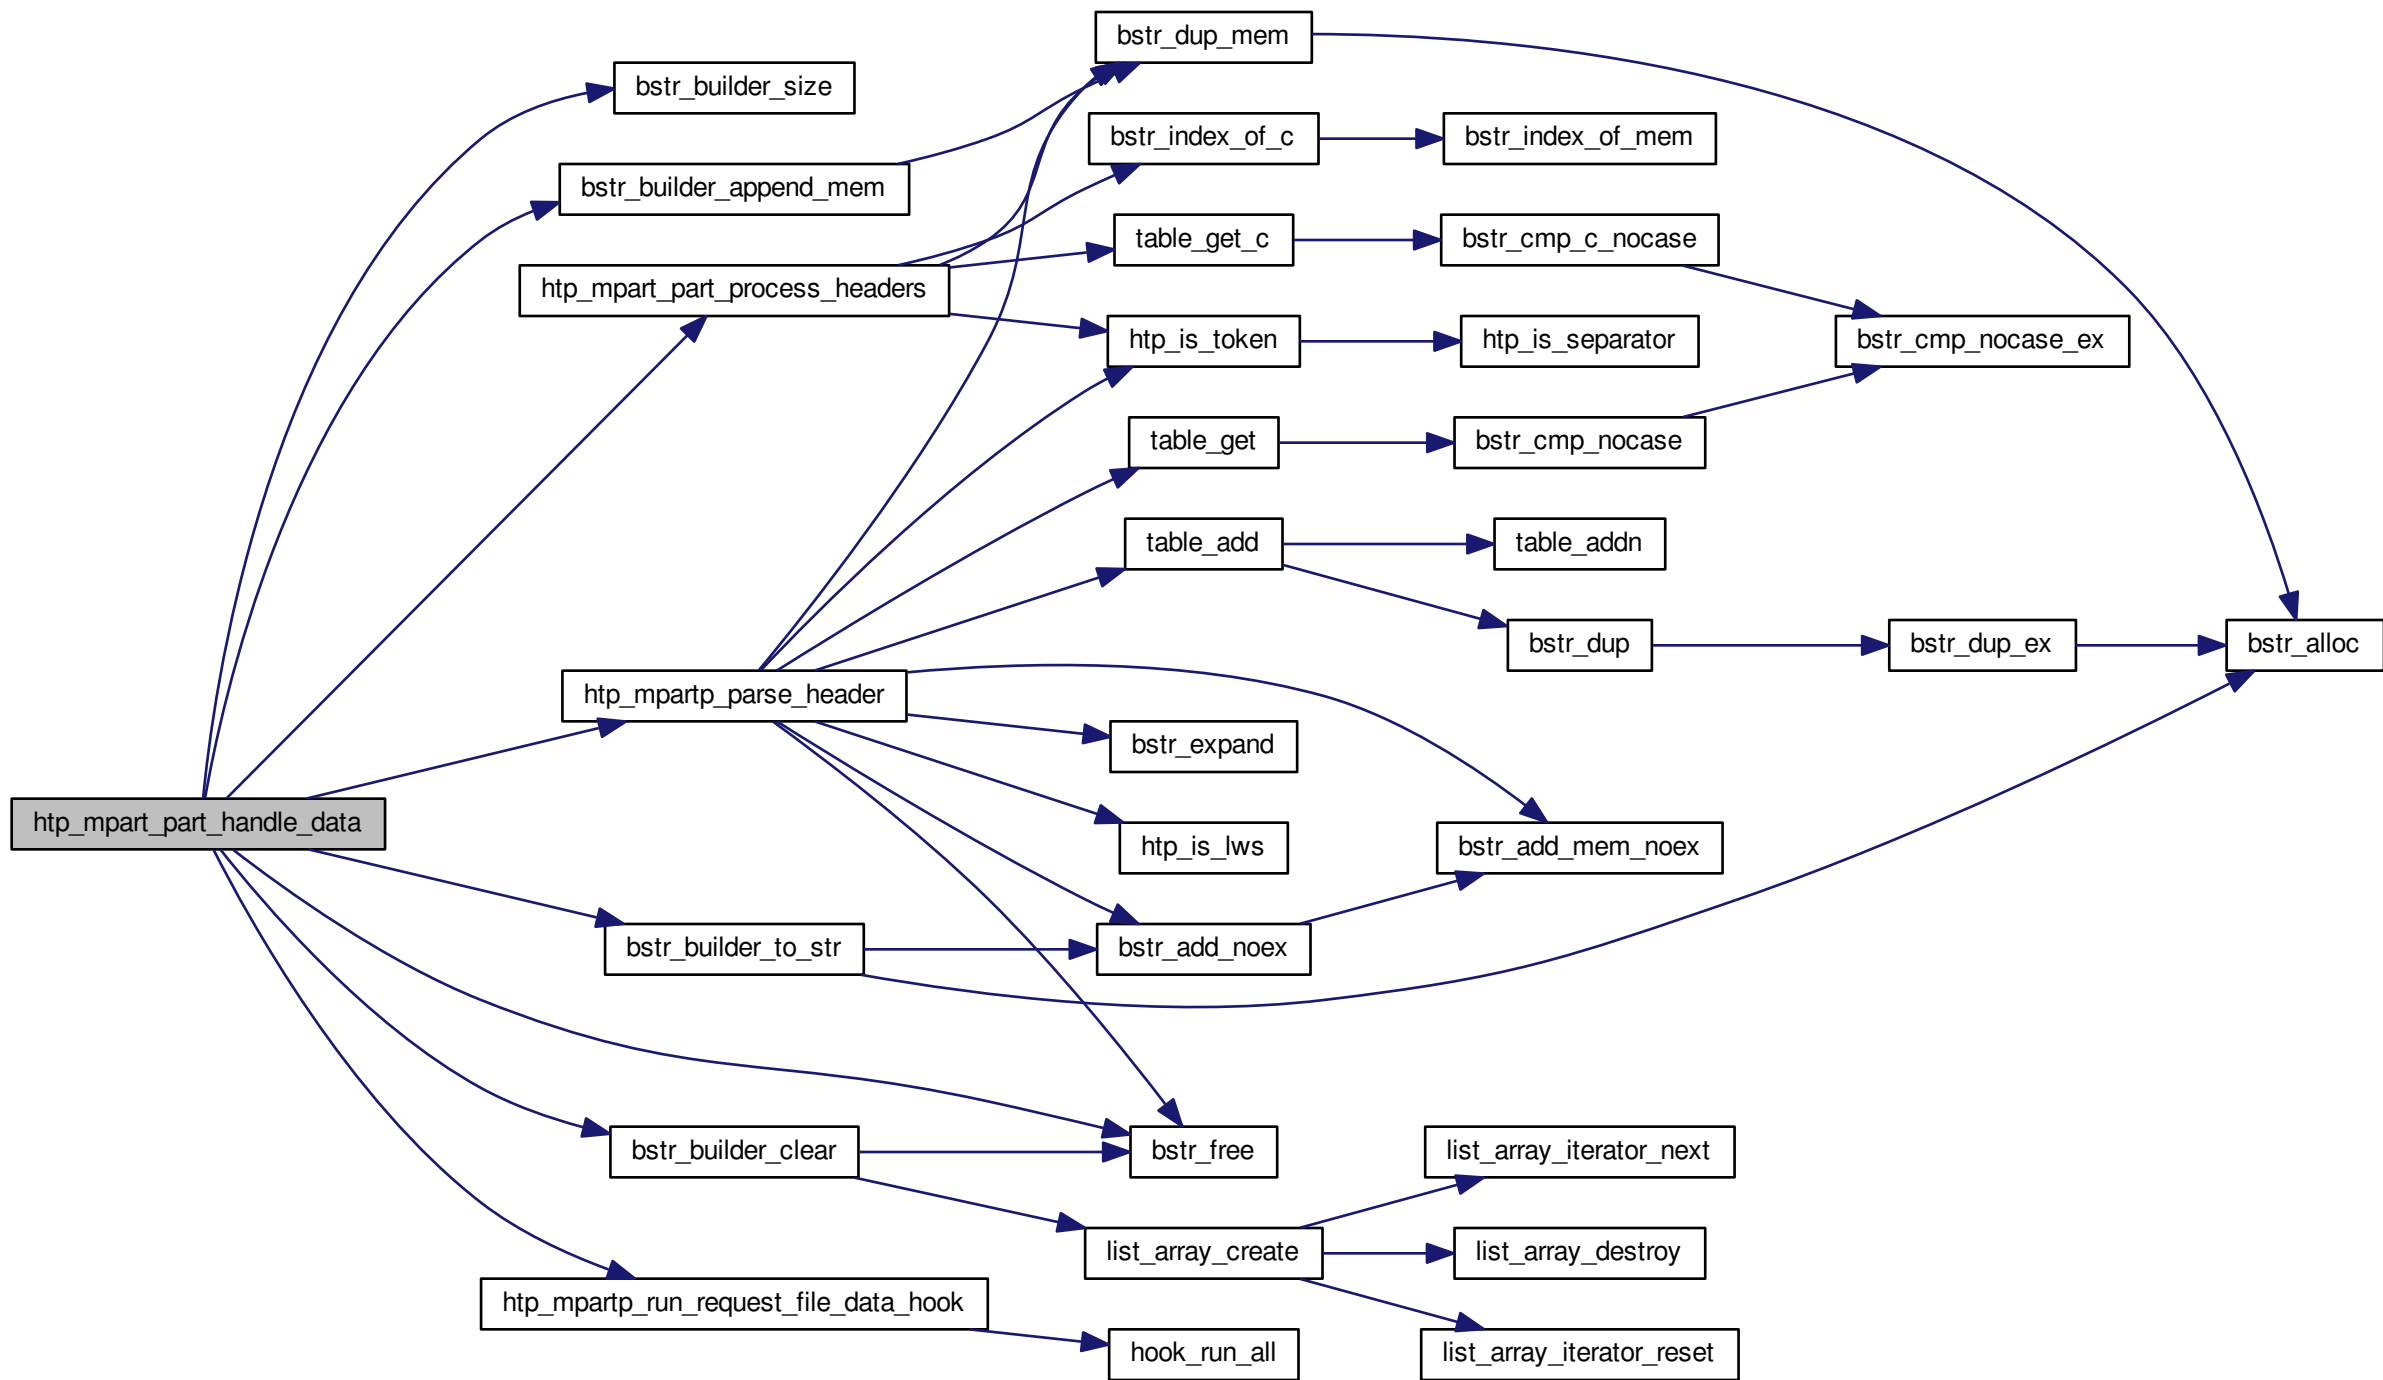 bstr_dup_mem
bstr_builder_size
bstr_index_of_c
bstr_index_of_mem
bstr_builder_append_mem
table_get_c
bstr_cmp_c_nocase
htp_mpart_part_process_headers
htp_is_token
htp_is_separator
bstr_cmp_nocase_ex
table_get
bstr_cmp_nocase
table_add
table_addn
bstr_dup
bstr_dup_ex
bstr_alloc
htp_mpartp_parse_header
bstr_expand
htp_mpart_part_handle_data
htp_is_lws
bstr_add_mem_noex
bstr_builder_to_str
bstr_add_noex
bstr_builder_clear
bstr_free
list_array_iterator_next
list_array_create
list_array_destroy
htp_mpartp_run_request_file_data_hook
hook_run_all
list_array_iterator_reset